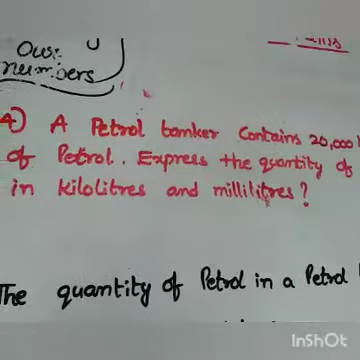 Our
numbers
4) A Petrol tanker contains 20,000
of Petrol. Express the quantity of
in kilolitres and millilitres?
The quantity of Petrol in a Petrol
InShOt